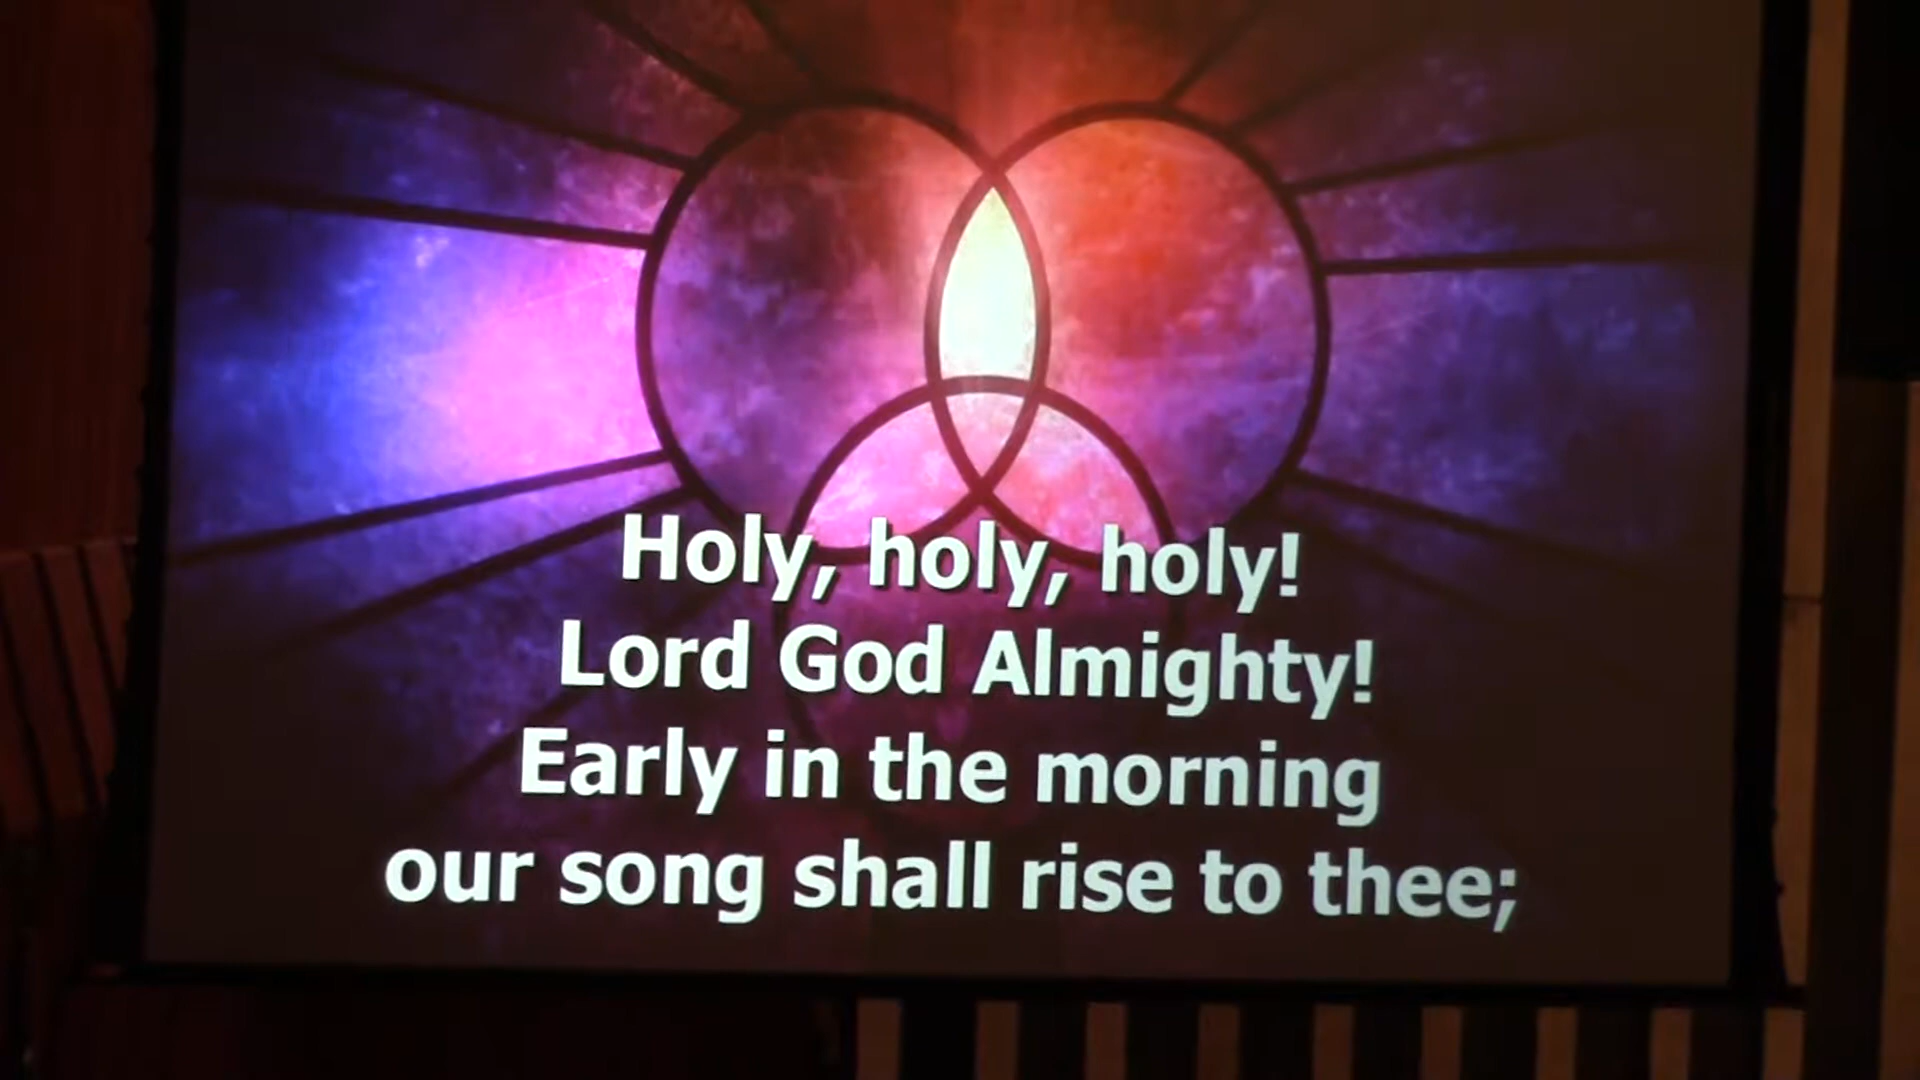 Holy, holy, holy!
Lord God Almighty!
Early in the morning
our song shall rise to thee;